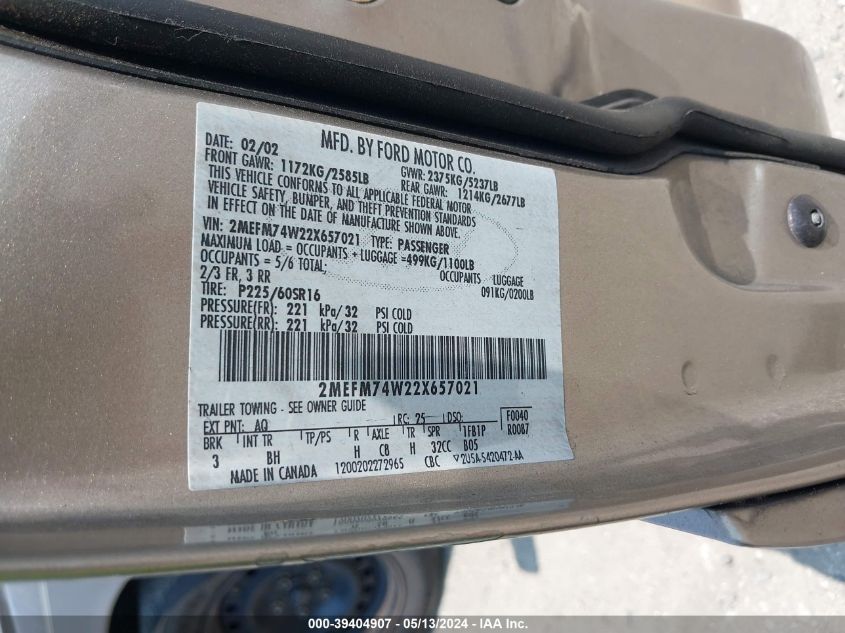 MFD. BY FORD MOTOR CO.
DATE: 02/02 GVWR: 2375KG/5237LB
FRONT GAWR: 1172KG/2585LB REAR GAWR: 1214KG/2677LB
THIS VEHICLE CONFORMS TO ALL APPLICABLE FEDERAL MOTOR
VEHICLE SAFETY, BUMPER, AND THEFT PREVENTION STANDARDS
IN EFFECT ON THE DATE OF MANUFACTURE SHOWN ABOVE.
VIN: 2MEFM74W22X657021 TYPE: PASSENGER
MAXIMUM LOAD = OCCUPANTS + LUGGAGE =499KG/1100LB
OCCUPANTS = 5/6 TOTAL: OCCUPANTS LUGGAGE
2/3 FR, 3 RR 091KG/0200LB
TIRE: P225/60SR16
PRESSURE(FR): 221 kPa/32 PSI COLD
PRESSURE(RR): 221 kPa/32 PSI COLD
2MEFM74W22X657021
TRAILER TOWING - SEE OWNER GUIDE
EXT PNT: AQ RC: 25 DSO: F0040
BRK INT TR TP/PS R AXLE TR SPR 1FB1P R0087
3 BH H C8 H 32CC B05
MADE IN CANADA 1200202272965 CBC ▽2U5A-5420472-AA
000-39404907 - 05/13/2024 - IAA Inc.